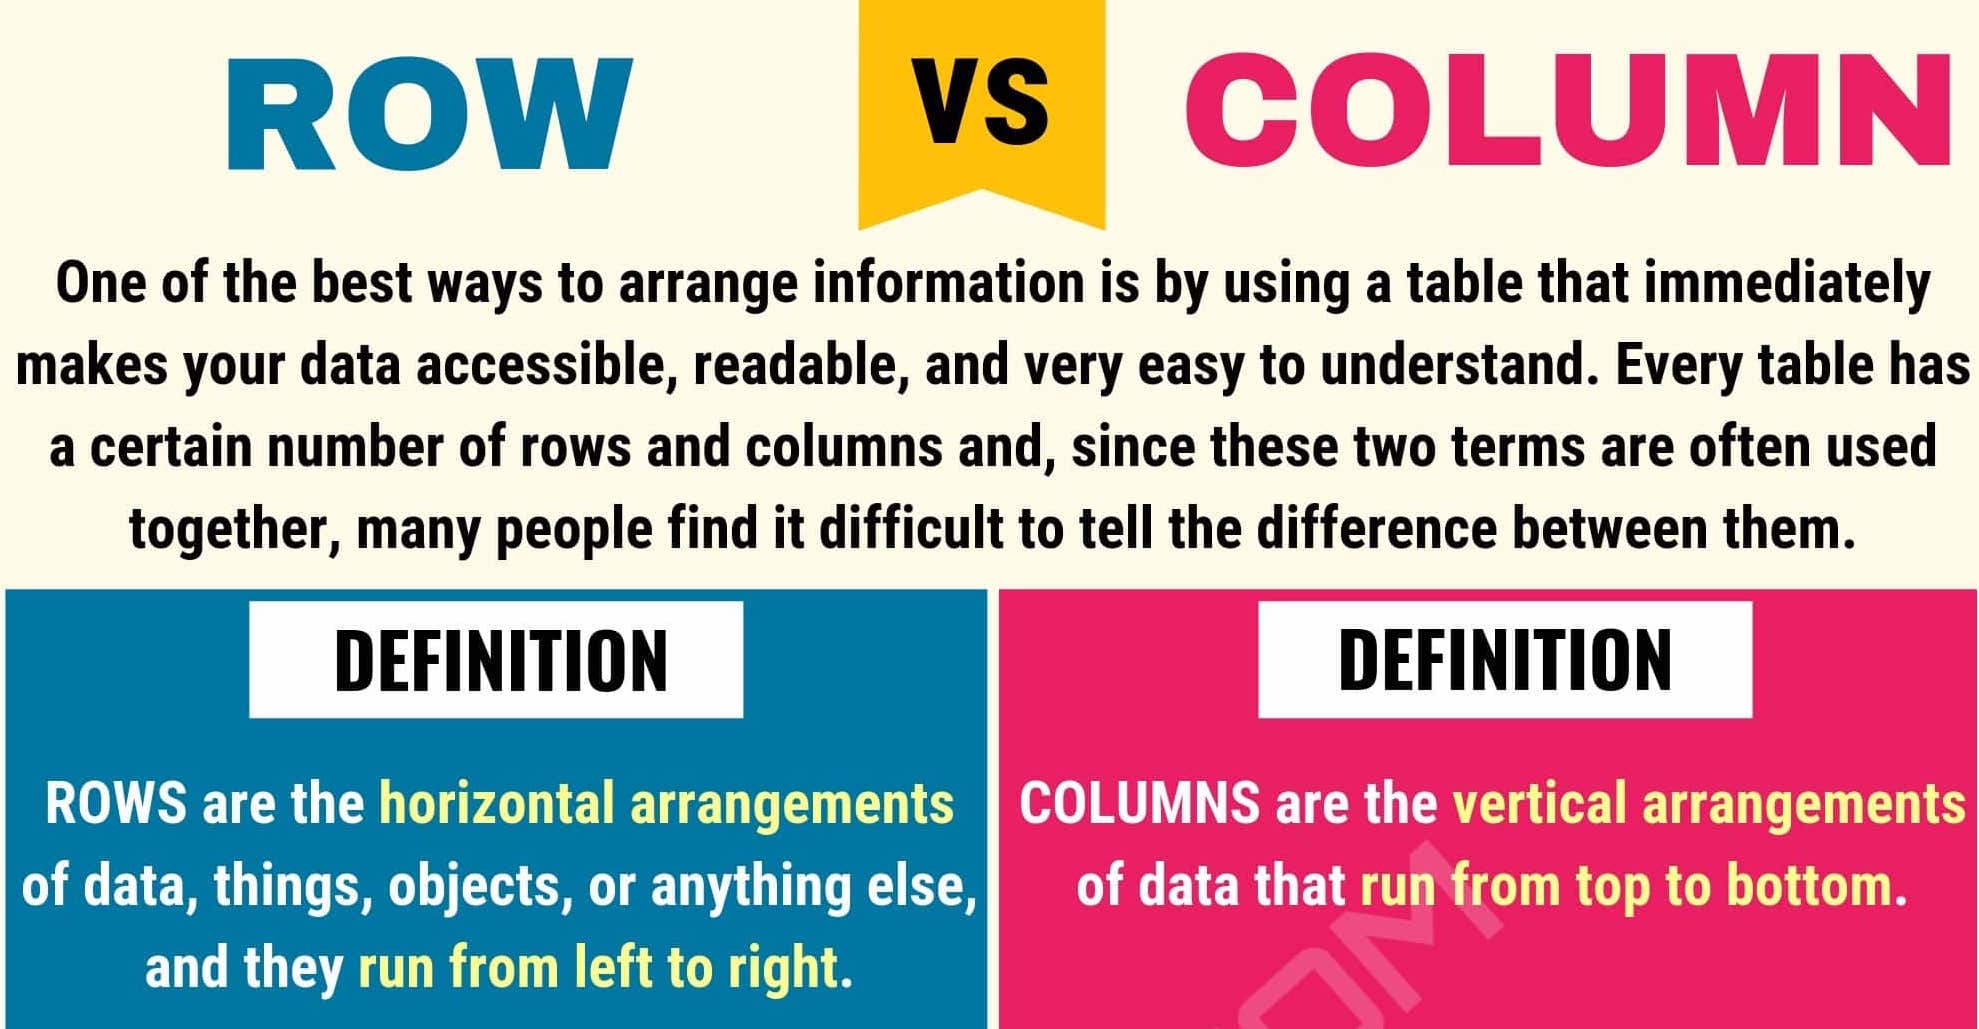 ROW VS COLUMN
One of the best ways to arrange information is by using a table that immediately
makes your data accessible, readable, and very easy to understand. Every table has
a certain number of rows and columns and, since these two terms are often used
together, many people find it difficult to tell the difference between them.
DEFINITION
ROWS are the horizontal arrangements
of data, things, objects, or anything else,
and they run from left to right.
DEFINITION
COLUMNS are the vertical arrangements
of data that run from top to bottom.
OM